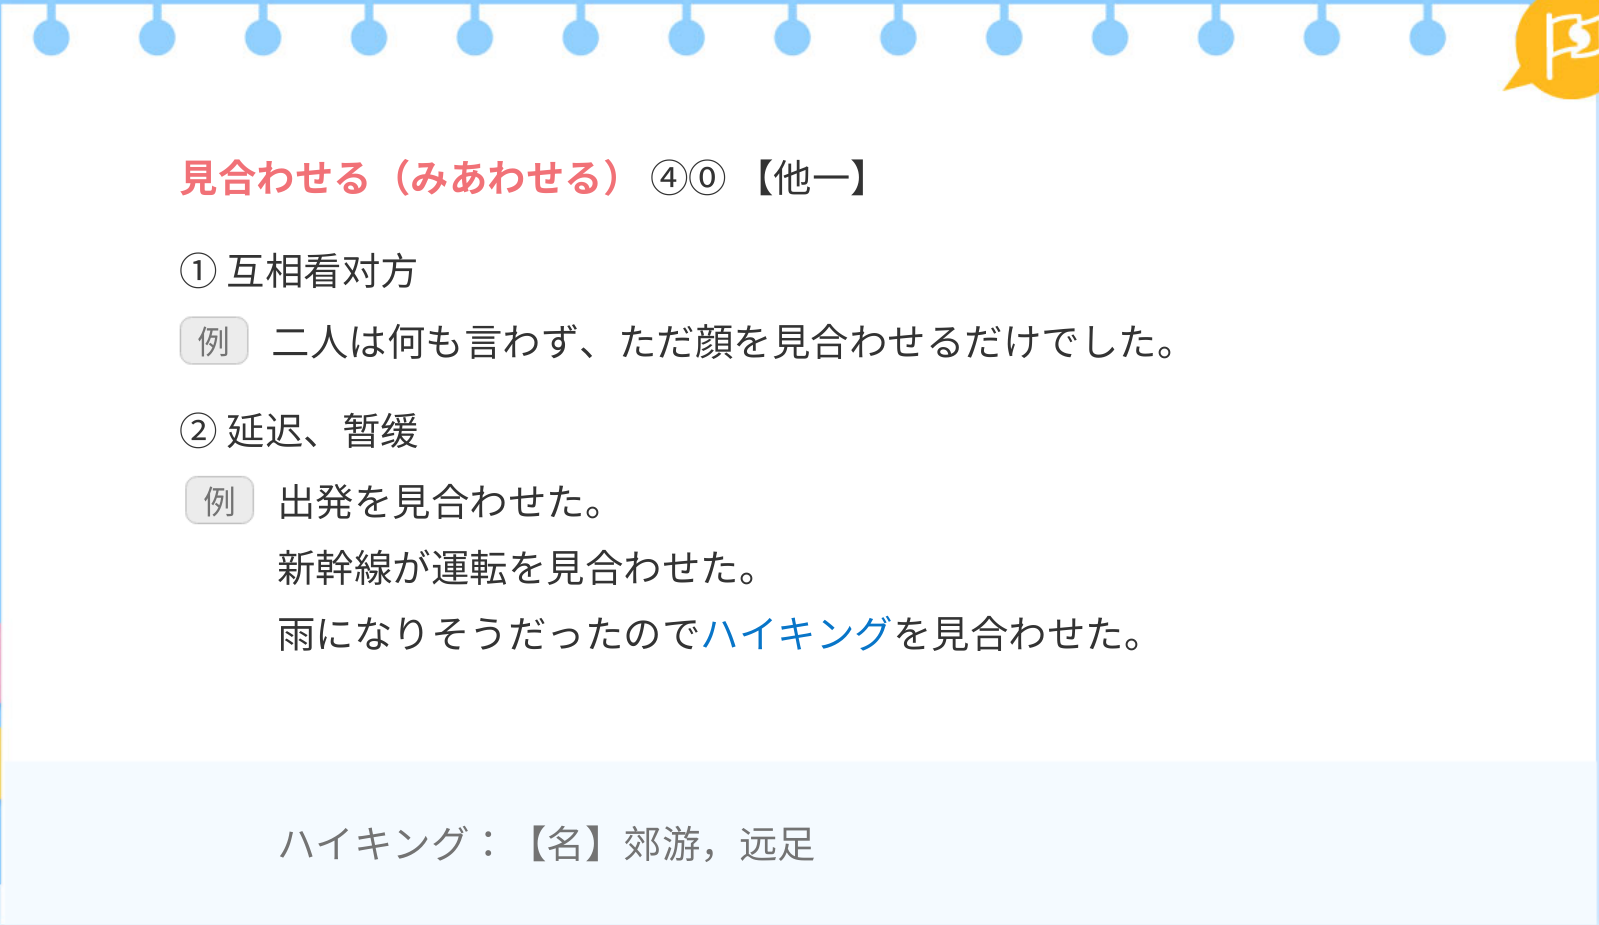 見合わせる（みあわせる） ④⓪ 【他一】
① 互相看对方
例 二人は何も言わず、ただ顔を見合わせるだけでした。
② 延迟、暂缓
例 出発を見合わせた。
新幹線が運転を見合わせた。
雨になりそうだったのでハイキングを見合わせた。
ハイキング：【名】郊游，远足